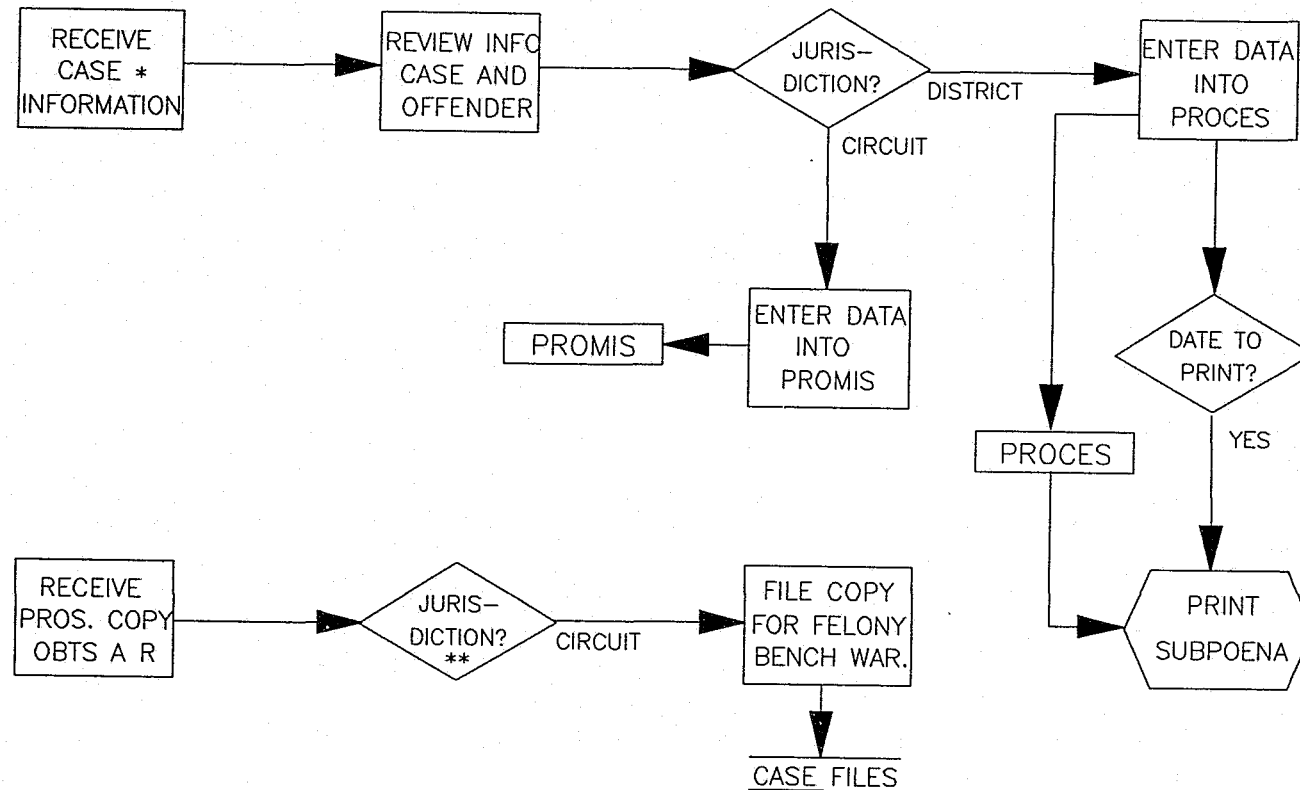 RECEIVE
CASE *
INFORMATION
REVIEW INFO
CASE AND
OFFENDER
JURIS–
DICTION?
DISTRICT
CIRCUIT
ENTER DATA
INTO
PROCES
ENTER DATA
INTO
PROMIS
PROMIS
DATE TO
PRINT?
YES
PROCES
PRINT
SUBPOENA
RECEIVE
PROS. COPY
OBTS A R
JURIS–
DICTION?
**
CIRCUIT
FILE COPY
FOR FELONY
BENCH WAR.
CASE FILES